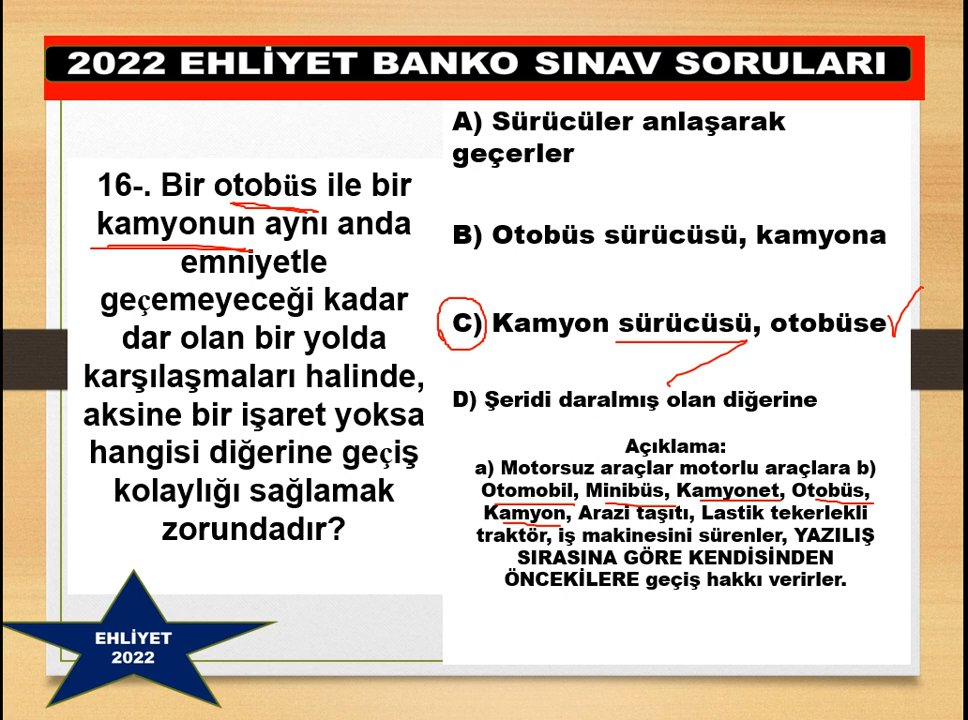 2022 EHLİYET BANKO SINAV SORULARI
16-. Bir otobüs ile bir
kamyonun aynı anda
emniyetle
geçemeyeceği kadar
dar olan bir yolda
karşılaşmaları halinde,
aksine bir işaret yoksa
hangisi diğerine geçiş
kolaylığı sağlamak
zorundadır?
A) Sürücüler anlaşarak
geçerler
B) Otobüs sürücüsü, kamyona
C) Kamyon sürücüsü, otobüse
D) Şeridi daralmış olan diğerine
Açıklama:
a) Motorsuz araçlar motorlu araçlara b)
Otomobil, Minibüs, Kamyonet, Otobüs,
Kamyon, Arazi taşıtı, Lastik tekerlekli
traktör, iş makinesini sürenler, YAZILIŞ
SIRASINA GÖRE KENDİSİNDEN
ÖNCEKİLERE geçiş hakkı verirler.
EHLİYET
2022